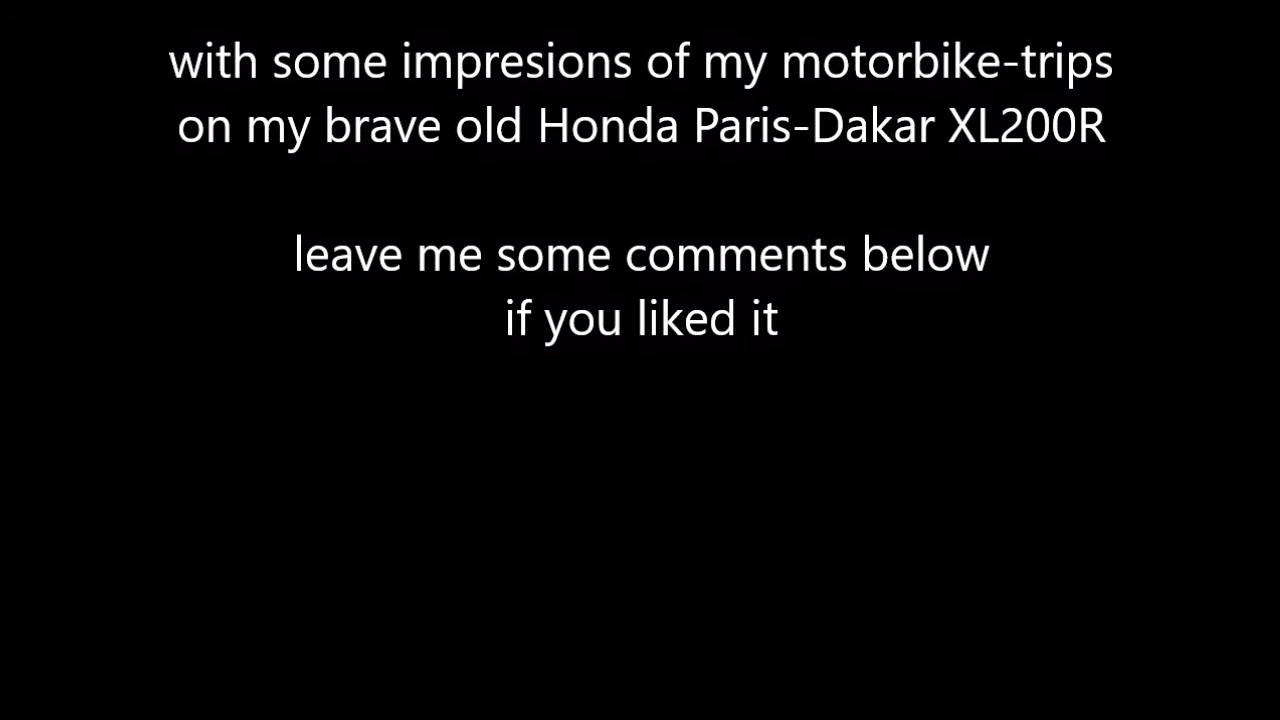 with some impresions of my motorbike-trips
on my brave old Honda Paris-Dakar XL200R
leave me some comments below
if you liked it